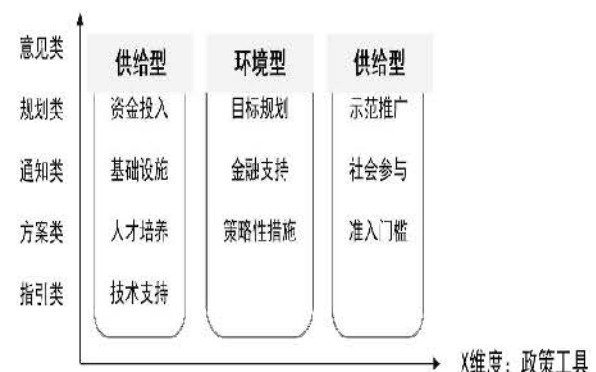 意见类 供给型 环境型 供给型
规划类 资金投入 目标规划 示范推广
通知类 基础设施 金融支持 社会参与
方案类 人才培养 策略性措施 准入门槛
指引类 技术支持
X维度：政策工具